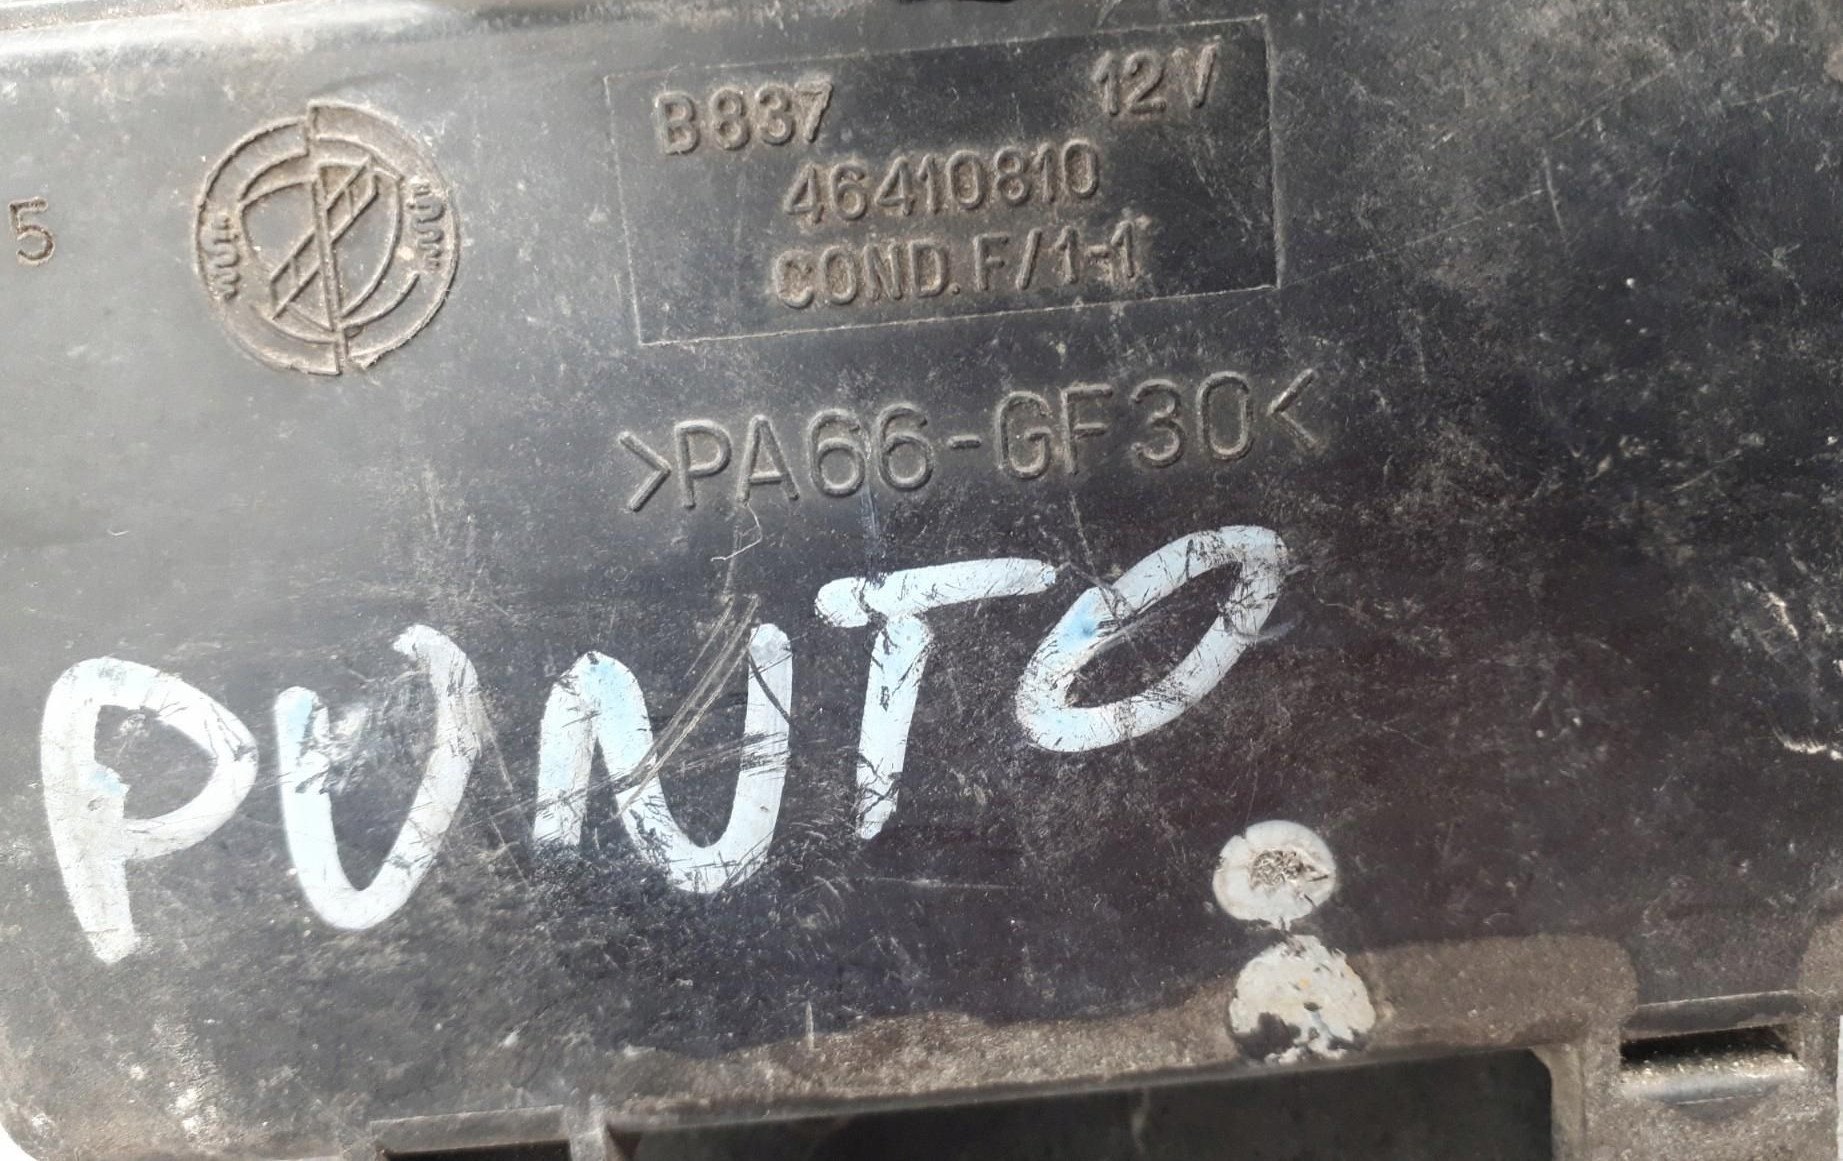 B837 12V
46410810
COND. F/1-1
5
>PA66-GF30<
PUNTO